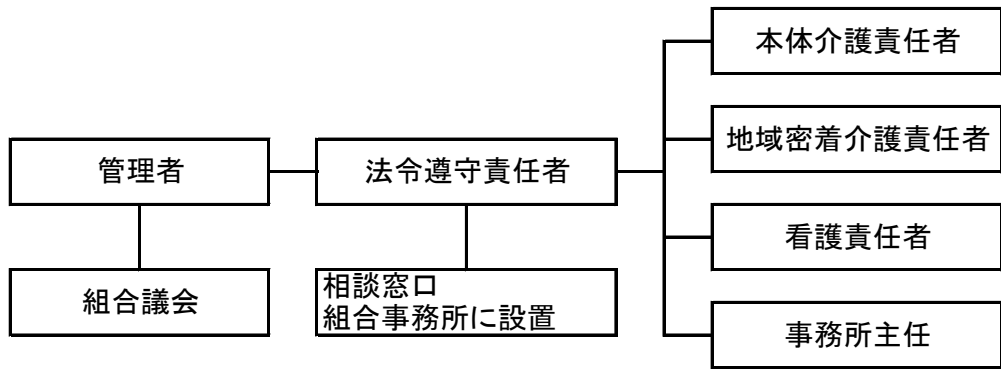 本体介護責任者
地域密着介護責任者
管理者
法令遵守責任者
看護責任者
組合議会
相談窓口
組合事務所に設置
事務所主任